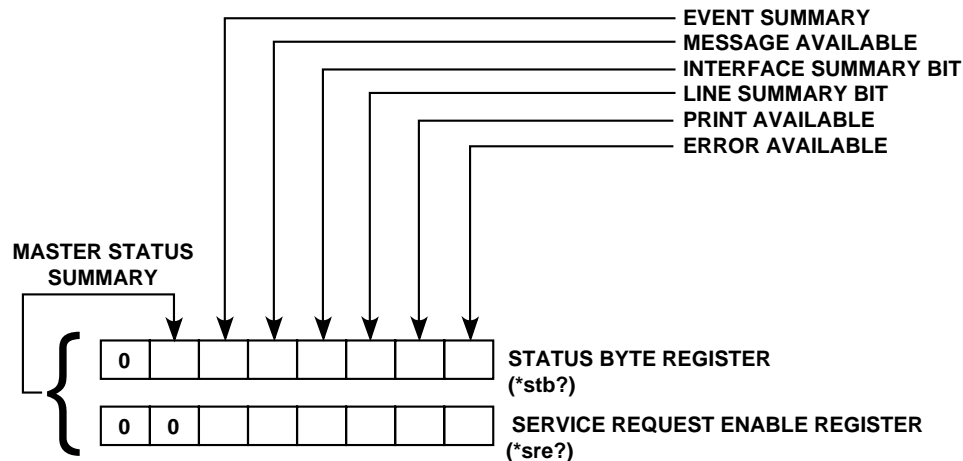 EVENT SUMMARY
MESSAGE AVAILABLE
INTERFACE SUMMARY BIT
LINE SUMMARY BIT
PRINT AVAILABLE
ERROR AVAILABLE
MASTER STATUS
SUMMARY
0
STATUS BYTE REGISTER
(*stb?)
0 0
SERVICE REQUEST ENABLE REGISTER
(*sre?)